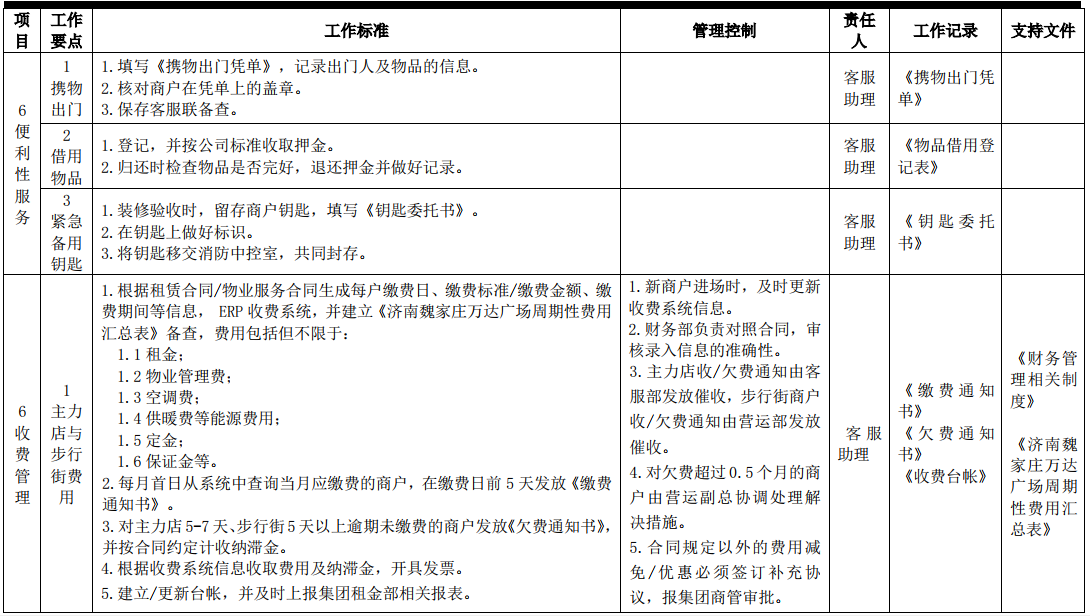 项目
工作要点
工作标准
管理控制
责任人
工作记录
支持文件
6
便利性服务
1
携物出门
1.填写《携物出门凭单》，记录出门人及物品的信息。
2.核对商户在凭单上的盖章。
3.保存客服联备查。
客服助理
《携物出门凭单》
2
借用物品
1.登记，并按公司标准收取押金。
2.归还时检查物品是否完好，退还押金并做好记录。
客服助理
《物品借用登记表》
3
紧急备用钥匙
1.装修验收时，留存商户钥匙，填写《钥匙委托书》。
2.在钥匙上做好标识。
3.将钥匙移交消防中控室，共同封存。
客服助理
《钥匙委托书》
6
收费管理
1
主力店与步行街费用
1.根据租赁合同/物业服务合同生成每户缴费日、缴费标准/缴费金额、缴
费期间等信息， ERP 收费系统，并建立《济南魏家庄万达广场周期性费用
汇总表》备查，费用包括但不限于：
1.1 租金；
1.2 物业管理费；
1.3 空调费；
1.4 供暖费等能源费用；
1.5 定金；
1.6 保证金等。
2.每月首日从系统中查询当月应缴费的商户，在缴费日前 5 天发放《缴费
通知书》。
3.对主力店 5-7 天、步行街 5 天以上逾期未缴费的商户发放《欠费通知书》，
并按合同约定计收纳滞金。
4.根据收费系统信息收取费用及纳滞金，开具发票。
5.建立/更新台帐，并及时上报集团租金部相关报表。
1.新商户进场时，及时更新
收费系统信息。
2.财务部负责对照合同，审
核录入信息的准确性。
3.主力店收/欠费通知由客
服部发放催收，步行街商户
收/欠费通知由营运部发放
催收。
4.对欠费超过 0.5 个月的商
户由营运副总协调处理解
决措施。
5.合同规定以外的费用减
免/优惠必须签订补充协
议，报集团商管审批。
客服
助理
《缴费通知
书》
《欠费通知
书》
《收费台帐》
《财务管
理相关制
度》
《济南魏
家庄万达
广场周期
性费用汇
总表》